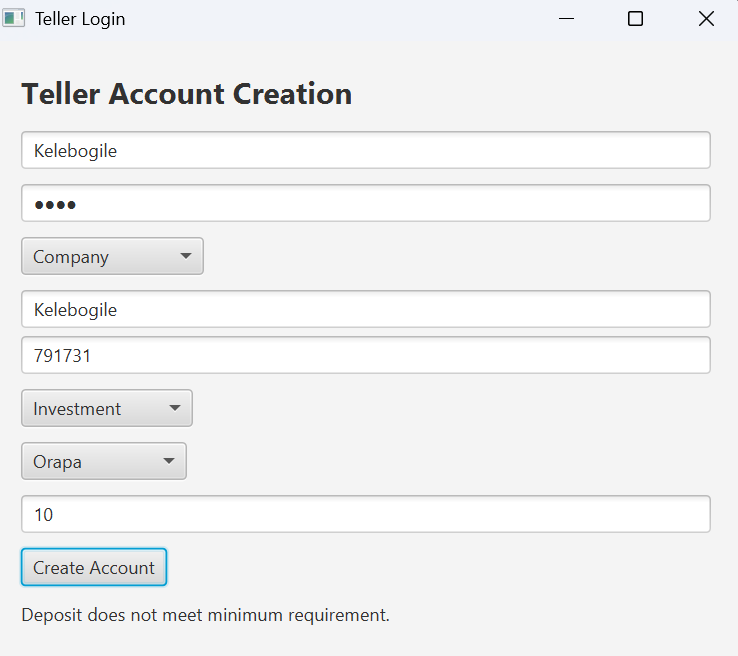 Teller Login
Teller Account Creation
Kelebogile
●●●●
Company
Kelebogile
791731
Investment
Orapa
10
Create Account
Deposit does not meet minimum requirement.